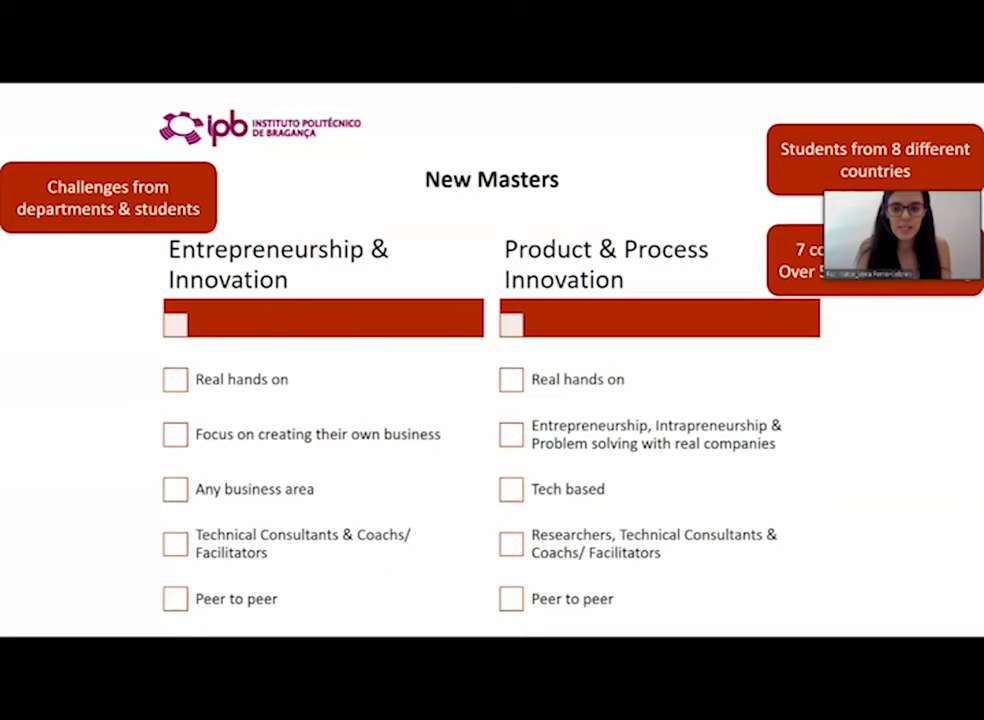 ipb INSTITUTO POLITÉCNICO
DE BRAGANÇA
Students from 8 different
countries
Challenges from
departments & students
New Masters
7
Over
Entrepreneurship &
Innovation
Real hands on
Focus on creating their own business
Any business area
Technical Consultants & Coachs/
Facilitators
Peer to peer
Product & Process
Innovation
Real hands on
Entrepreneurship, Intrapreneurship &
Problem solving with real companies
Tech based
Researchers, Technical Consultants &
Coachs/ Facilitators
Peer to peer